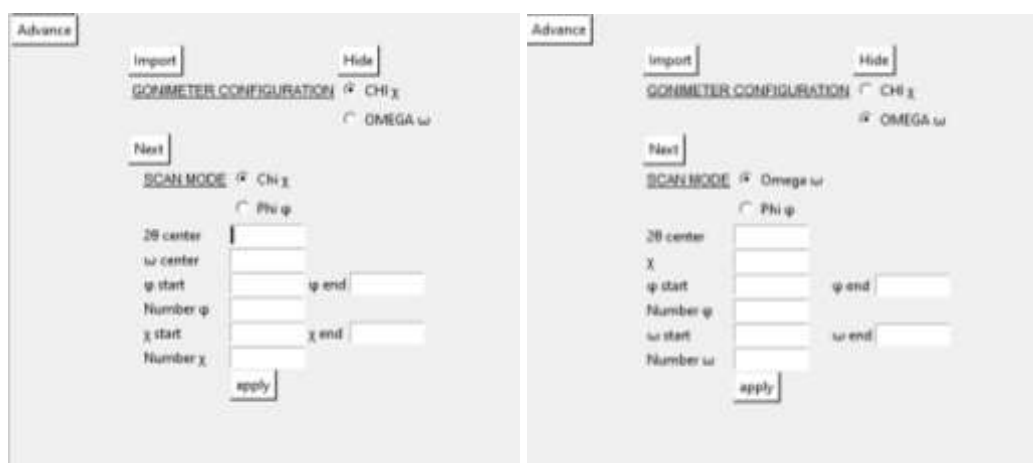 Advance
Import Hide
GONIMETER CONFIGURATION CHI χ
OMEGA ω
Next
SCAN MODE Chi χ
Phi φ
2θ center
ω center
φ start φ end
Number φ
χ start χ end
Number χ
apply
Advance
Import Hide
GONIMETER CONFIGURATION CHI χ
OMEGA ω
Next
SCAN MODE Omega ω
Phi φ
2θ center
χ
φ start φ end
Number φ
ω start ω end
Number ω
apply